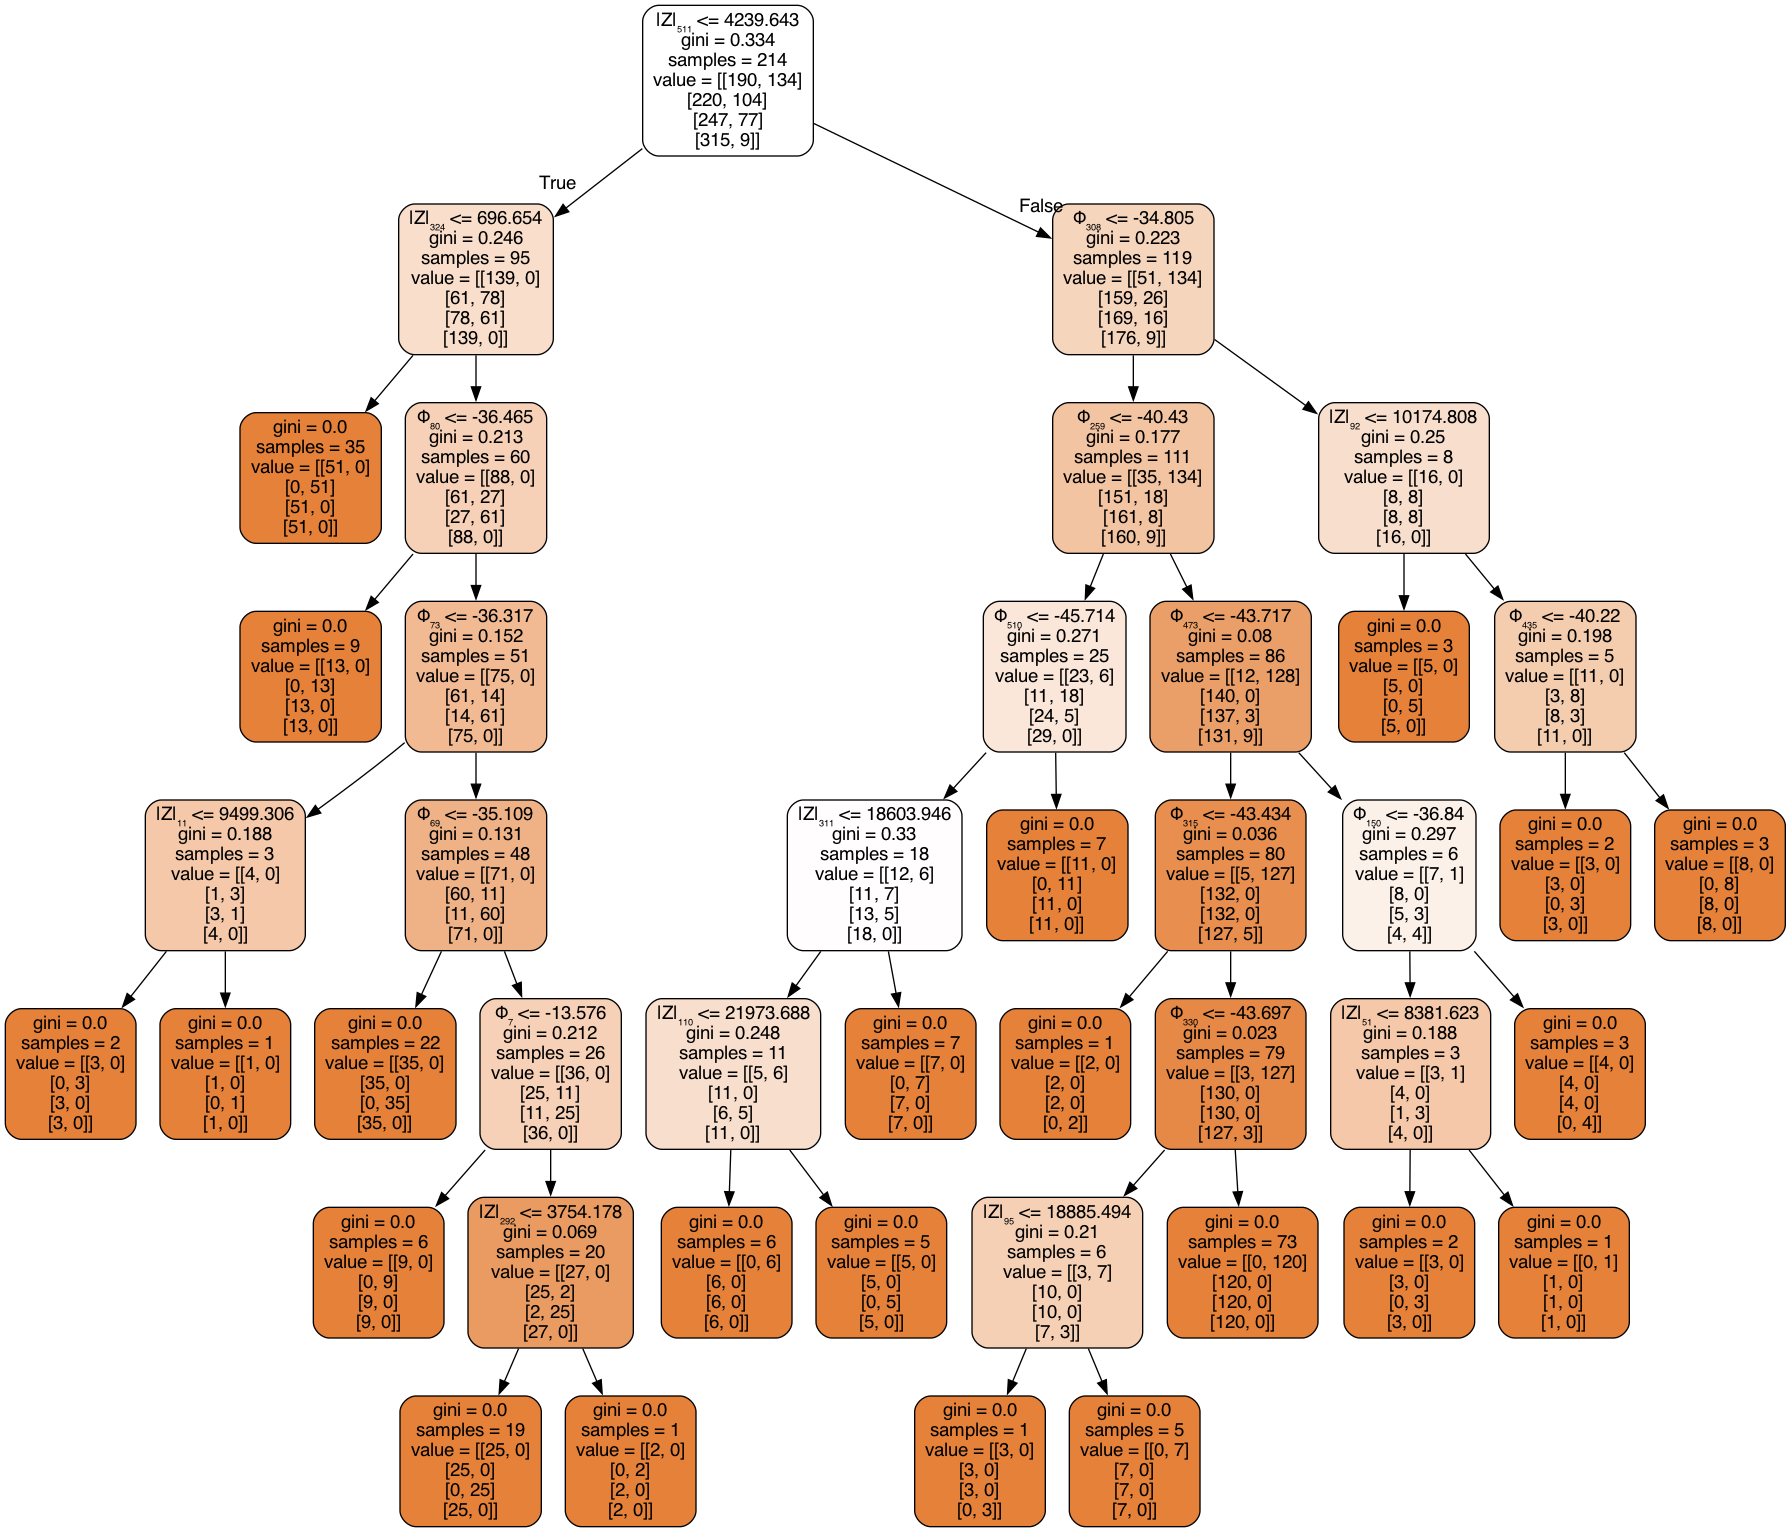 |Z|₅₁₁ <= 4239.643
gini = 0.334
samples = 214
value = [[190, 134]
[220, 104]
[247, 77]
[315, 9]]
True
False
|Z|₃₂₄ <= 696.654
gini = 0.246
samples = 95
value = [[139, 0]
[61, 78]
[78, 61]
[139, 0]]
Φ₃₀₈ <= -34.805
gini = 0.223
samples = 119
value = [[51, 134]
[159, 26]
[169, 16]
[176, 9]]
gini = 0.0
samples = 35
value = [[51, 0]
[0, 51]
[51, 0]
[51, 0]]
Φ₈₀ <= -36.465
gini = 0.213
samples = 60
value = [[88, 0]
[61, 27]
[27, 61]
[88, 0]]
Φ₂₅₉ <= -40.43
gini = 0.177
samples = 111
value = [[35, 134]
[151, 18]
[161, 8]
[160, 9]]
|Z|₉₂ <= 10174.808
gini = 0.25
samples = 8
value = [[16, 0]
[8, 8]
[8, 8]
[16, 0]]
gini = 0.0
samples = 9
value = [[13, 0]
[0, 13]
[13, 0]
[13, 0]]
Φ₇₃ <= -36.317
gini = 0.152
samples = 51
value = [[75, 0]
[61, 14]
[14, 61]
[75, 0]]
Φ₅₁₀ <= -45.714
gini = 0.271
samples = 25
value = [[23, 6]
[11, 18]
[24, 5]
[29, 0]]
Φ₄₇₃ <= -43.717
gini = 0.08
samples = 86
value = [[12, 128]
[140, 0]
[137, 3]
[131, 9]]
gini = 0.0
samples = 3
value = [[5, 0]
[5, 0]
[0, 5]
[5, 0]]
Φ₄₃₅ <= -40.22
gini = 0.198
samples = 5
value = [[11, 0]
[3, 8]
[8, 3]
[11, 0]]
|Z|₁₁ <= 9499.306
gini = 0.188
samples = 3
value = [[4, 0]
[1, 3]
[3, 1]
[4, 0]]
Φ₆₉ <= -35.109
gini = 0.131
samples = 48
value = [[71, 0]
[60, 11]
[11, 60]
[71, 0]]
|Z|₃₁₁ <= 18603.946
gini = 0.33
samples = 18
value = [[12, 6]
[11, 7]
[13, 5]
[18, 0]]
gini = 0.0
samples = 7
value = [[11, 0]
[0, 11]
[11, 0]
[11, 0]]
Φ₃₁₅ <= -43.434
gini = 0.036
samples = 80
value = [[5, 127]
[132, 0]
[132, 0]
[127, 5]]
Φ₁₅₀ <= -36.84
gini = 0.297
samples = 6
value = [[7, 1]
[8, 0]
[5, 3]
[4, 4]]
gini = 0.0
samples = 2
value = [[3, 0]
[3, 0]
[0, 3]
[3, 0]]
gini = 0.0
samples = 3
value = [[8, 0]
[0, 8]
[8, 0]
[8, 0]]
gini = 0.0
samples = 2
value = [[3, 0]
[0, 3]
[3, 0]
[3, 0]]
gini = 0.0
samples = 1
value = [[1, 0]
[1, 0]
[0, 1]
[1, 0]]
gini = 0.0
samples = 22
value = [[35, 0]
[35, 0]
[0, 35]
[35, 0]]
Φ₇ <= -13.576
gini = 0.212
samples = 26
value = [[36, 0]
[25, 11]
[11, 25]
[36, 0]]
|Z|₁₁₀ <= 21973.688
gini = 0.248
samples = 11
value = [[5, 6]
[11, 0]
[6, 5]
[11, 0]]
gini = 0.0
samples = 7
value = [[7, 0]
[0, 7]
[7, 0]
[7, 0]]
gini = 0.0
samples = 1
value = [[2, 0]
[2, 0]
[2, 0]
[0, 2]]
Φ₃₃₀ <= -43.697
gini = 0.023
samples = 79
value = [[3, 127]
[130, 0]
[130, 0]
[127, 3]]
|Z|₅₁ <= 8381.623
gini = 0.188
samples = 3
value = [[3, 1]
[4, 0]
[1, 3]
[4, 0]]
gini = 0.0
samples = 3
value = [[4, 0]
[4, 0]
[4, 0]
[0, 4]]
gini = 0.0
samples = 6
value = [[9, 0]
[0, 9]
[9, 0]
[9, 0]]
|Z|₂₉₂ <= 3754.178
gini = 0.069
samples = 20
value = [[27, 0]
[25, 2]
[2, 25]
[27, 0]]
gini = 0.0
samples = 6
value = [[0, 6]
[6, 0]
[6, 0]
[6, 0]]
gini = 0.0
samples = 5
value = [[5, 0]
[5, 0]
[0, 5]
[5, 0]]
|Z|₉₅ <= 18885.494
gini = 0.21
samples = 6
value = [[3, 7]
[10, 0]
[10, 0]
[7, 3]]
gini = 0.0
samples = 73
value = [[0, 120]
[120, 0]
[120, 0]
[120, 0]]
gini = 0.0
samples = 2
value = [[3, 0]
[3, 0]
[0, 3]
[3, 0]]
gini = 0.0
samples = 1
value = [[0, 1]
[1, 0]
[1, 0]
[1, 0]]
gini = 0.0
samples = 19
value = [[25, 0]
[25, 0]
[0, 25]
[25, 0]]
gini = 0.0
samples = 1
value = [[2, 0]
[0, 2]
[2, 0]
[2, 0]]
gini = 0.0
samples = 1
value = [[3, 0]
[3, 0]
[3, 0]
[0, 3]]
gini = 0.0
samples = 5
value = [[0, 7]
[7, 0]
[7, 0]
[7, 0]]